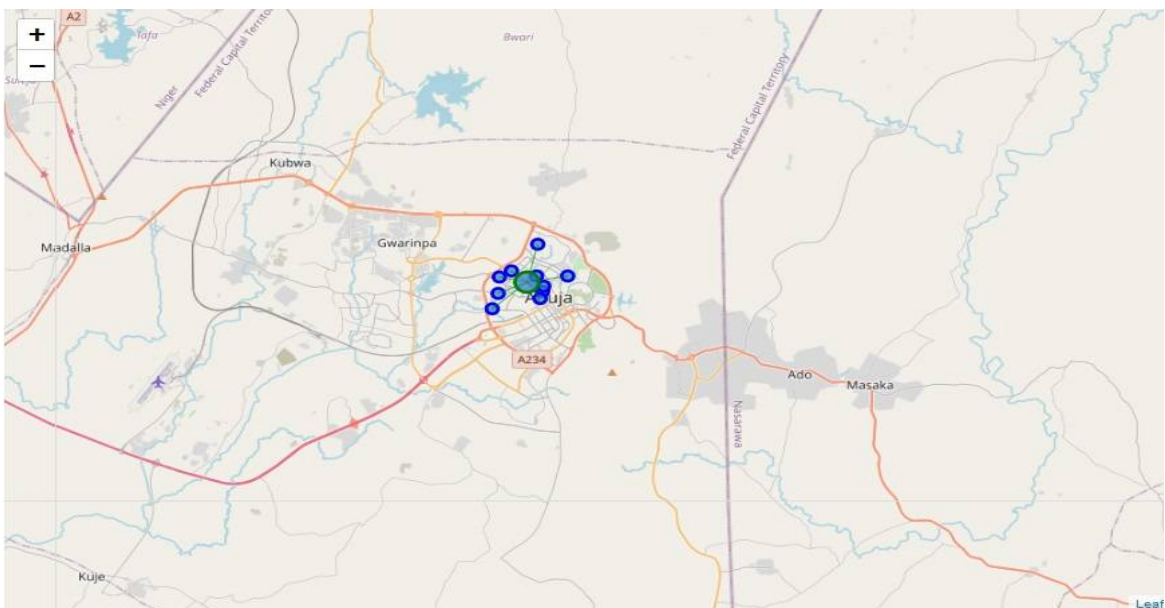 +
−
A2
Tafa
Bwari
Niger
Federal Capital Territory
Federal Capital Territory
Kubwa
Gwarinpa
Madalla
Abuja
A234
Ado
Masaka
Nasarawa
Kuje
Leaf